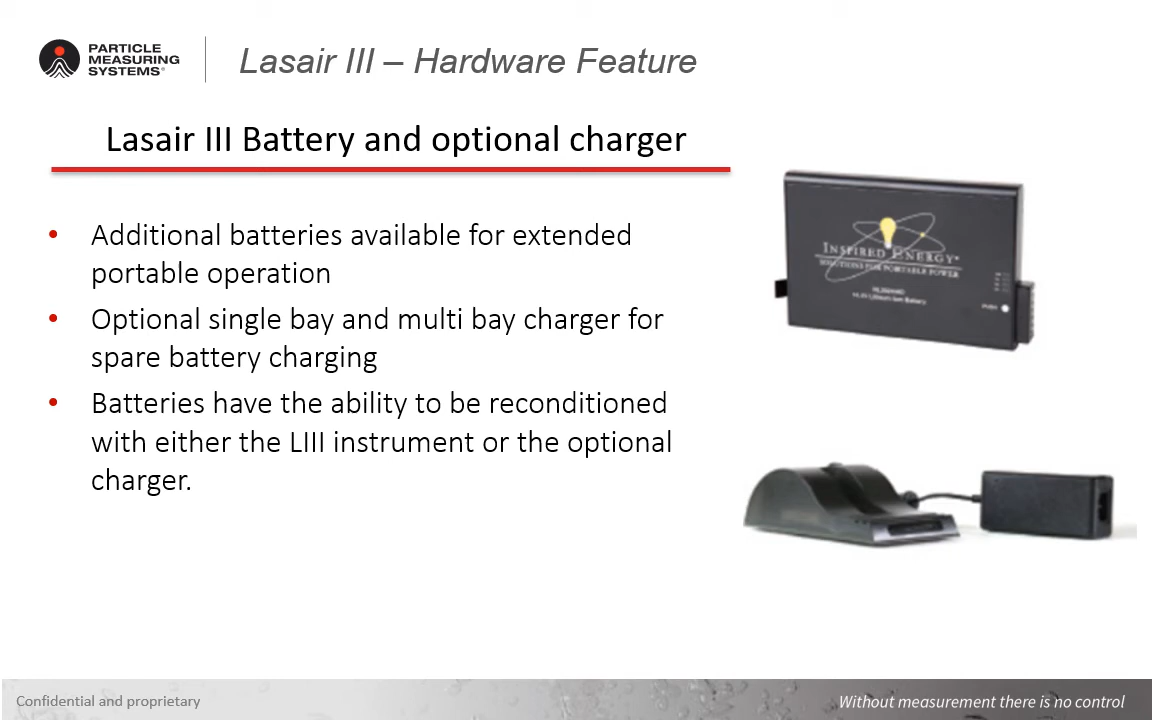 PARTICLE
MEASURING
SYSTEMS®
Lasair III – Hardware Feature
Lasair III Battery and optional charger
• Additional batteries available for extended
portable operation
• Optional single bay and multi bay charger for
spare battery charging
• Batteries have the ability to be reconditioned
with either the LIII instrument or the optional
charger.
INSPIRED ENERGY®
SOLUTIONS FOR PORTABLE POWER
PUSH
Confidential and proprietary
Without measurement there is no control